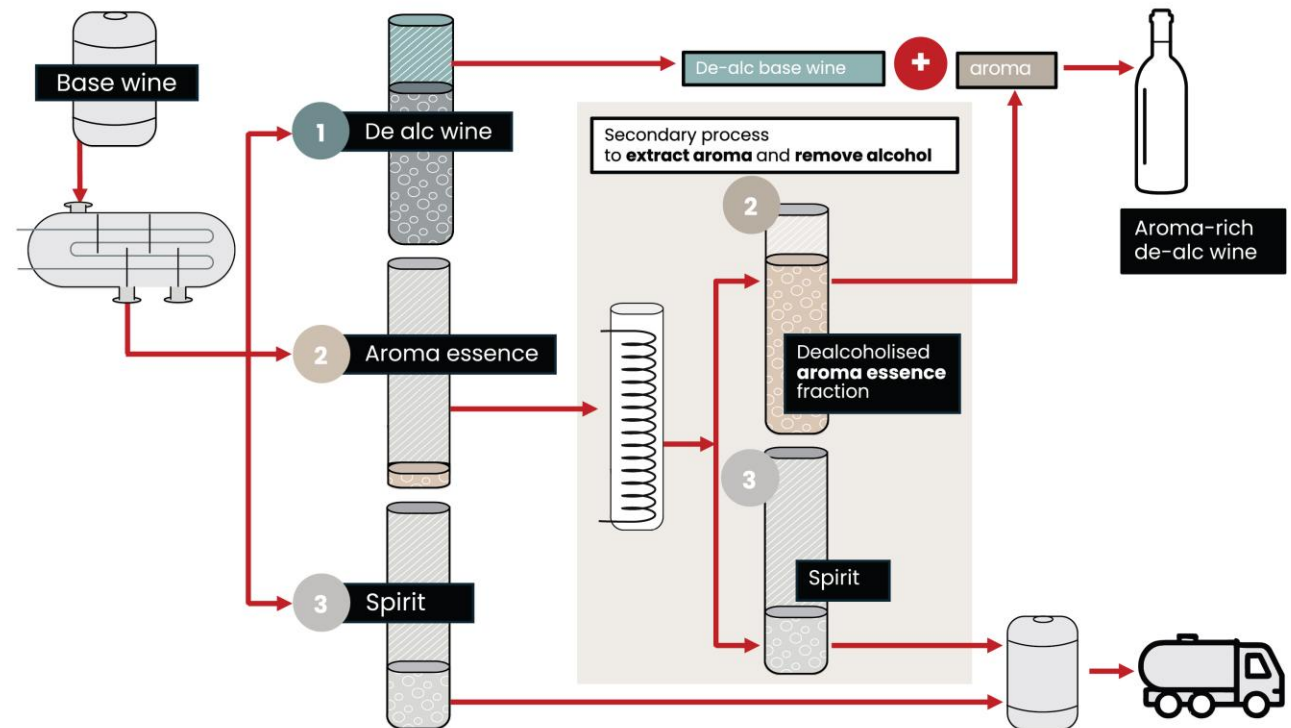 Base wine
1
De alc wine
De-alc base wine
+
aroma
Secondary process
to extract aroma and remove alcohol
2
Aroma-rich
de-alc wine
2
Aroma essence
Dealcoholised
aroma essence
fraction
3
Spirit
3
Spirit